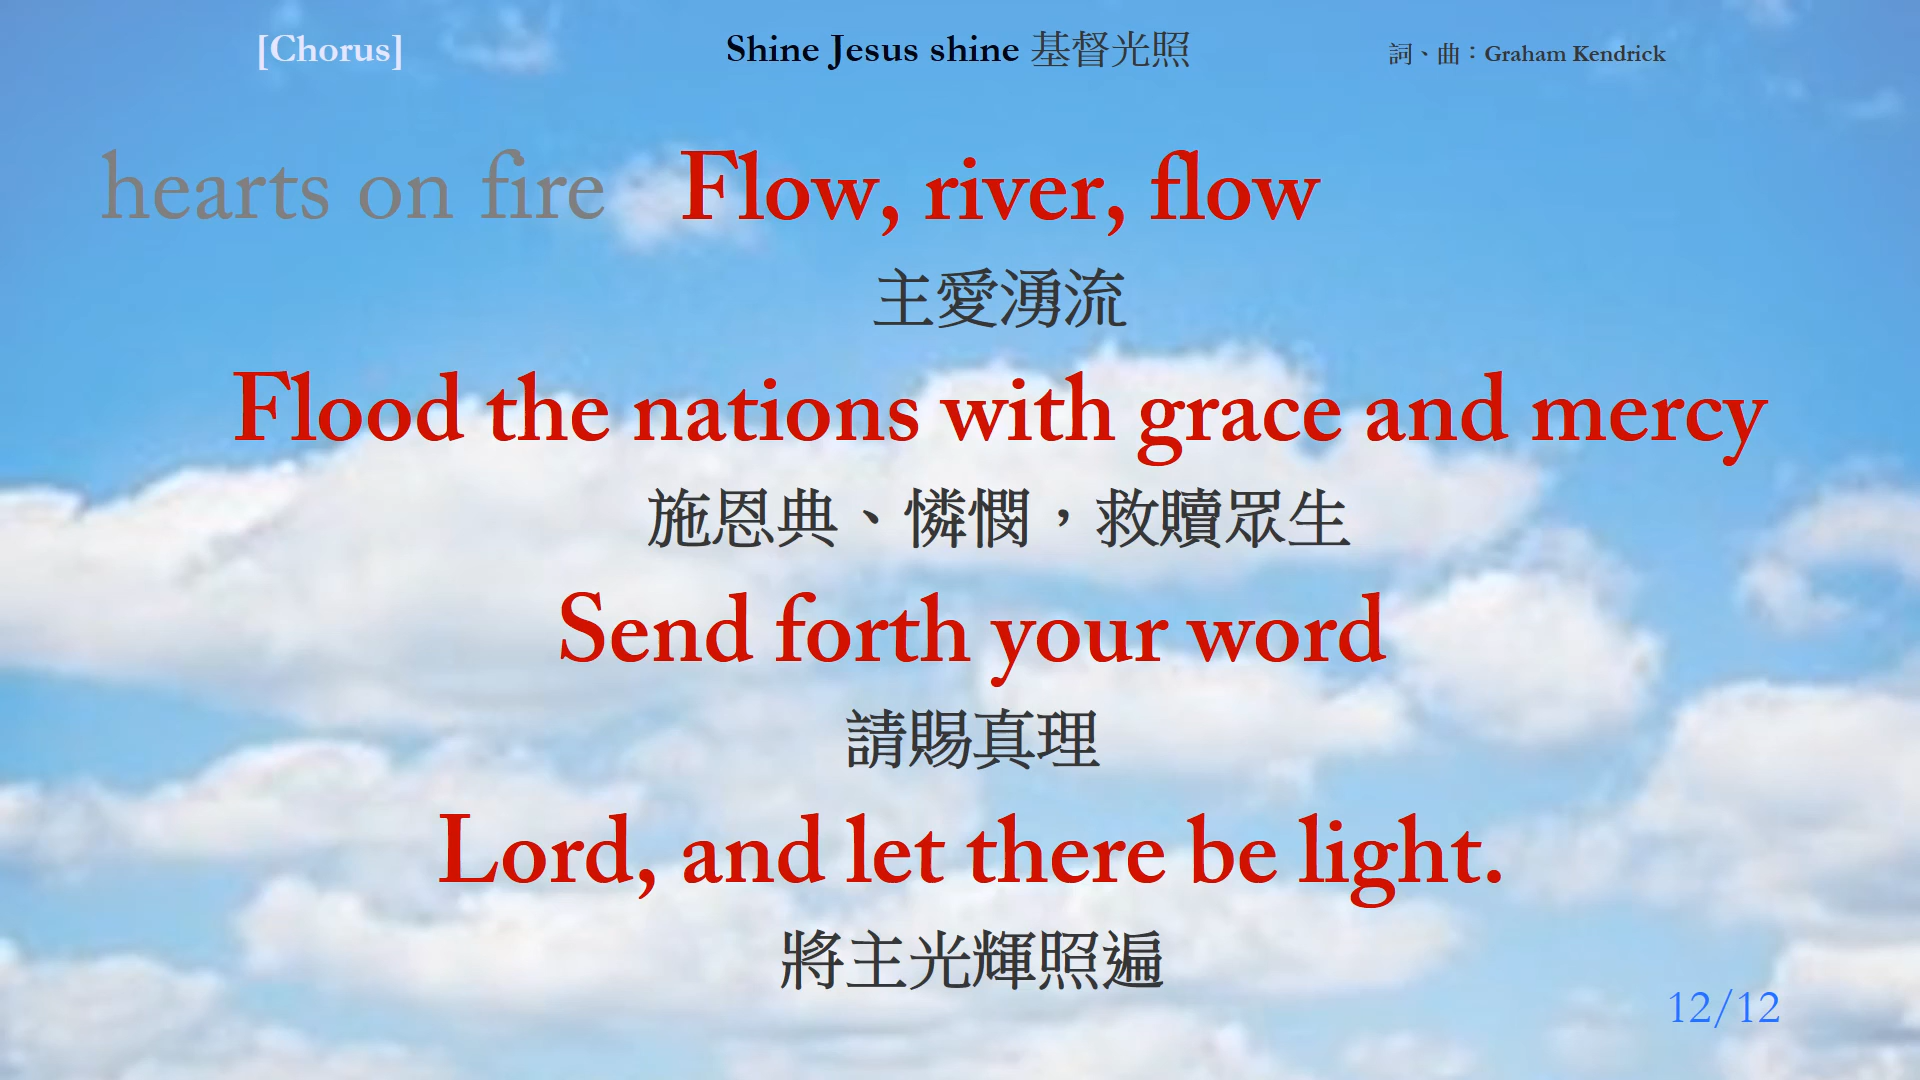 [Chorus] Shine Jesus shine 基督光照 詞、曲：Graham Kendrick
hearts on fire Flow, river, flow
主愛湧流
Flood the nations with grace and mercy
施恩典、憐憫，救贖眾生
Send forth your word
請賜真理
Lord, and let there be light.
將主光輝照遍
12/12